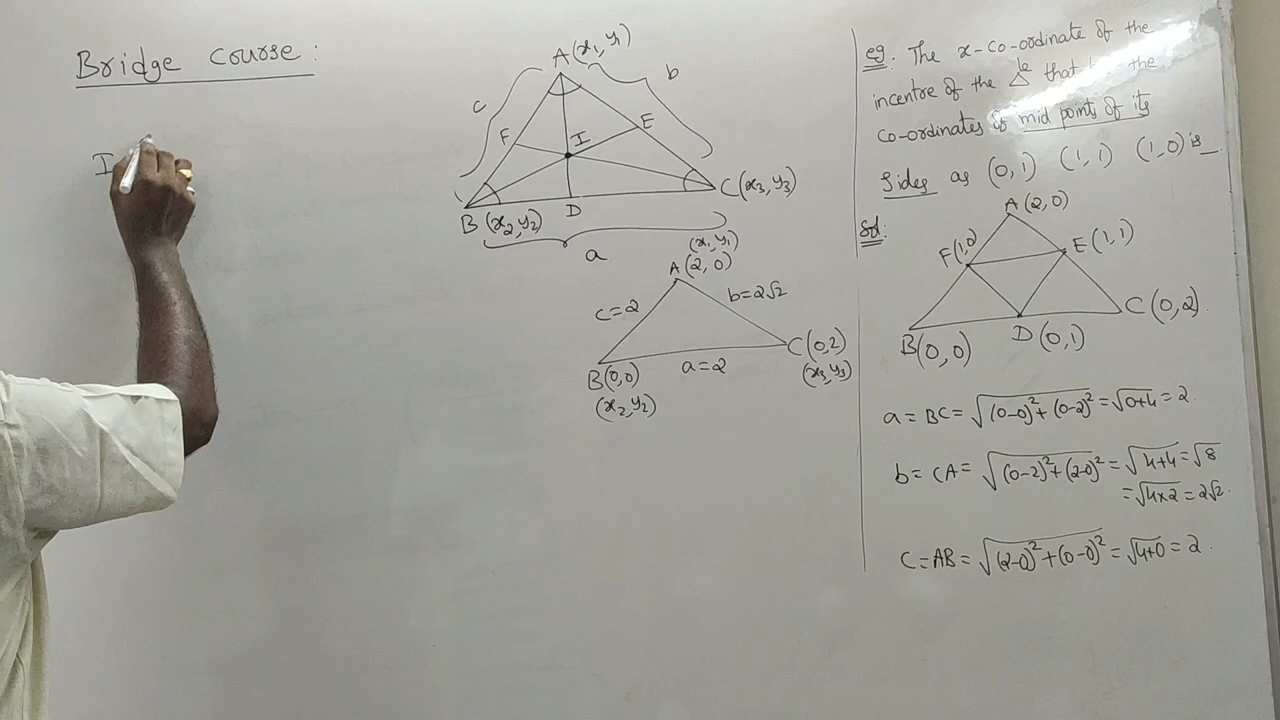 Bridge Course :
I
A (x₁, y₁)
c
b
F
E
I
B (x₂, y₂)
D
C (x₃, y₃)
a
(x₁, y₁)
A (2, 0)
c = 2
b = 2√2
B (0,0)
(x₂, y₂)
a = 2
C (0,2)
(x₃, y₃)
eg. The x-co-ordinate of the
incentre of the △le that the
co-ordinates of mid points of its
sides as (0,1) (1,1) (1,0) is _
Sol:
A (2,0)
F(1,0)
E (1,1)
B(0,0)
D (0,1)
C (0,2).
a = BC = √(0-0)² + (0-2)² = √0+4 = 2.
b = CA = √(0-2)² + (2-0)² = √4+4 = √8
= √4×2 = 2√2.
C = AB = √(2-0)² + (0-0)² = √4+0 = 2.